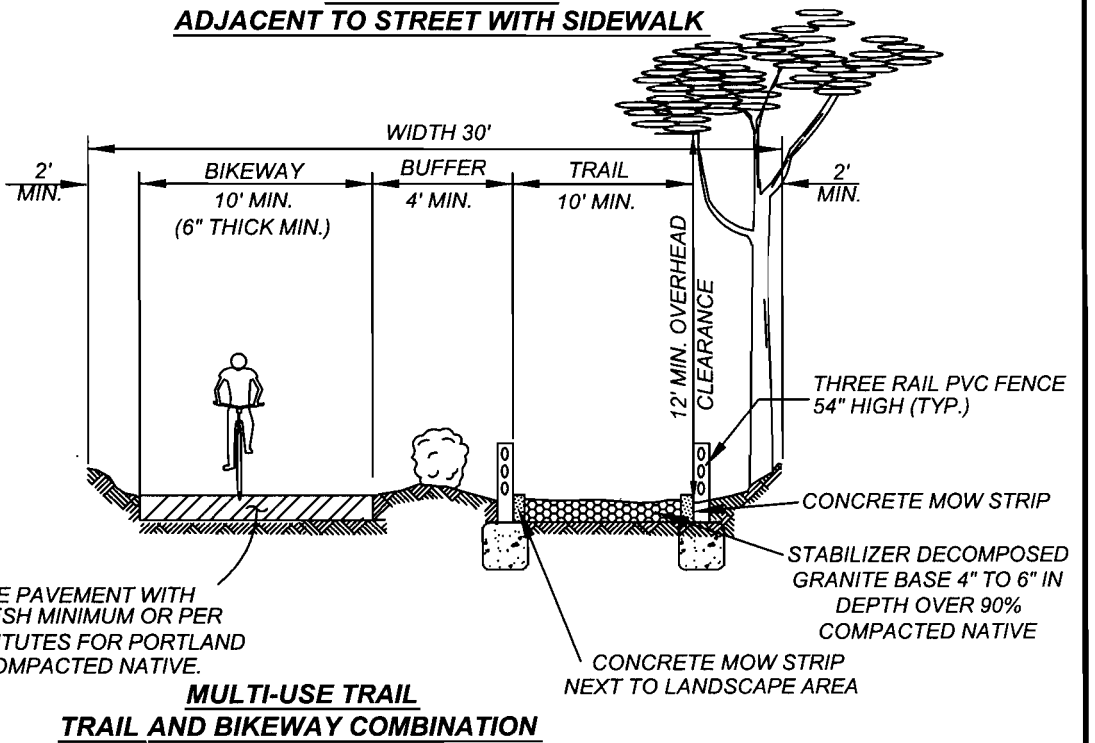 ADJACENT TO STREET WITH SIDEWALK
WIDTH 30'
2'
MIN.
BIKEWAY
10' MIN.
(6" THICK MIN.)
BUFFER
4' MIN.
TRAIL
10' MIN.
2'
MIN.
12' MIN. OVERHEAD
CLEARANCE
THREE RAIL PVC FENCE
54" HIGH (TYP.)
CONCRETE MOW STRIP
STABILIZER DECOMPOSED
GRANITE BASE 4" TO 6" IN
DEPTH OVER 90%
COMPACTED NATIVE
PAVEMENT WITH
MINIMUM OR PER
FOR PORTLAND
NATIVE.
CONCRETE MOW STRIP
NEXT TO LANDSCAPE AREA
MULTI-USE TRAIL
TRAIL AND BIKEWAY COMBINATION